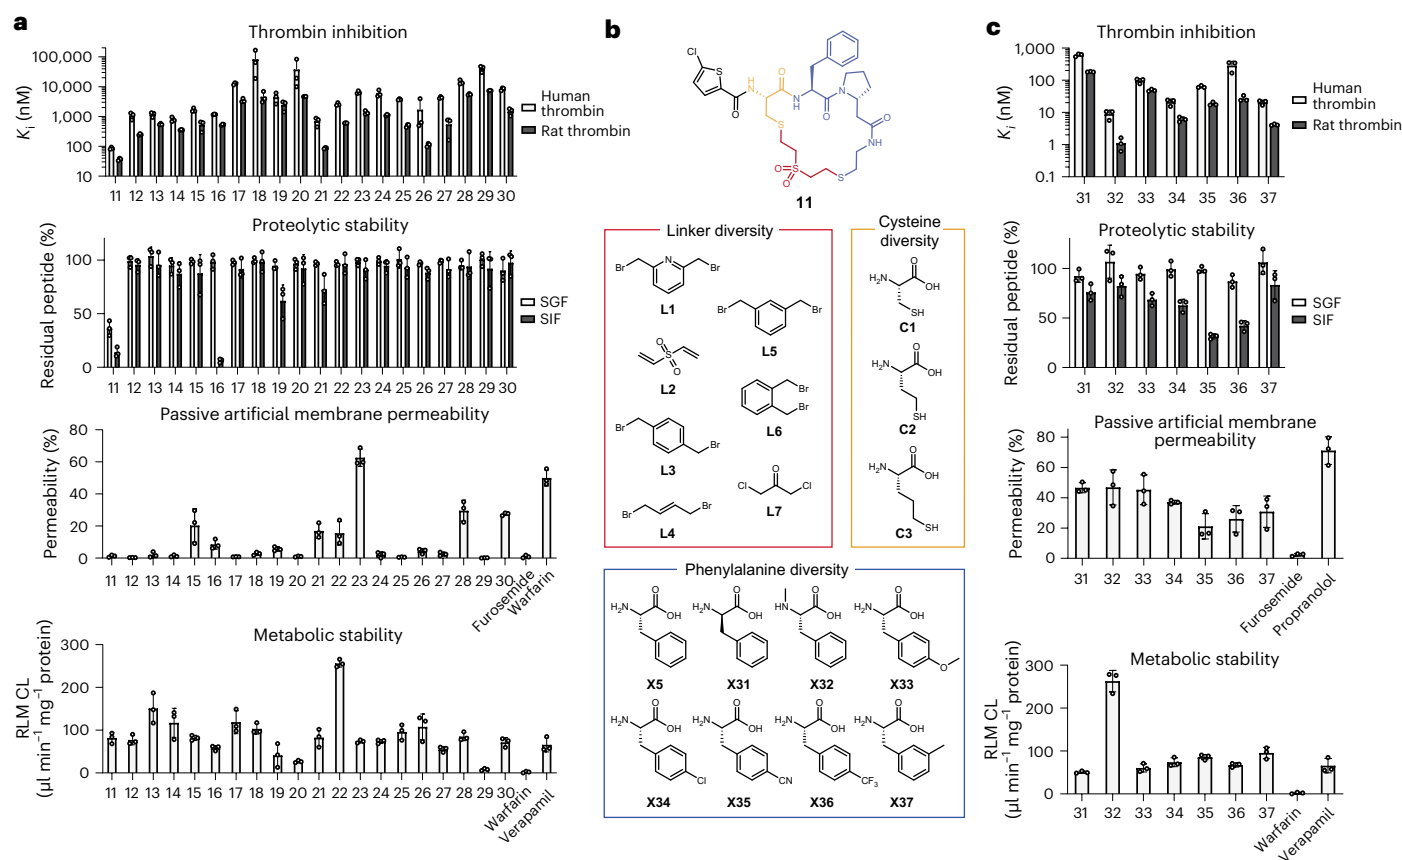 a
Thrombin inhibition
Ki (nM)
100,000
10,000
1,000
100
10
Human thrombin
Rat thrombin
11 12 13 14 15 16 17 18 19 20 21 22 23 24 25 26 27 28 29 30
Proteolytic stability
Residual peptide (%)
100
50
0
SGF
SIF
11 12 13 14 15 16 17 18 19 20 21 22 23 24 25 26 27 28 29 30
Passive artificial membrane permeability
Permeability (%)
80
60
40
20
0
11 12 13 14 15 16 17 18 19 20 21 22 23 24 25 26 27 28 29 30 Furosemide Warfarin
Metabolic stability
RLM CL
(µl min−1 mg−1 protein)
300
200
100
0
11 12 13 14 15 16 17 18 19 20 21 22 23 24 25 26 27 28 29 30 Warfarin Verapamil
b
Cl
S
O
H
N
O
N
H
O
N
O
NH
S
O
S
O
S
11
Linker diversity
Br N Br
L1
Br Br
L5
O
S
O
L2
Br
Br
L6
Br
Br
L3
O
Cl Cl
L7
Br Br
L4
Cysteine
diversity
H2N O OH SH
C1
H2N O OH SH
C2
H2N O OH SH
C3
Phenylalanine diversity
H2N O OH
X5
H2N O OH
X31
HN O OH
X32
H2N O OH O
X33
H2N O OH Cl
X34
H2N O OH CN
X35
H2N O OH CF3
X36
H2N O OH
X37
c
Thrombin inhibition
Ki (nM)
1,000
100
10
1
0.1
Human
thrombin
Rat thrombin
31 32 33 34 35 36 37
Proteolytic stability
Residual peptide (%)
100
50
0
SGF
SIF
31 32 33 34 35 36 37
Passive artificial membrane
permeability
Permeability (%)
80
60
40
20
0
31 32 33 34 35 36 37 Furosemide Propranolol
Metabolic stability
RLM CL
(µl min−1 mg−1 protein)
300
200
100
0
31 32 33 34 35 36 37 Warfarin Verapamil